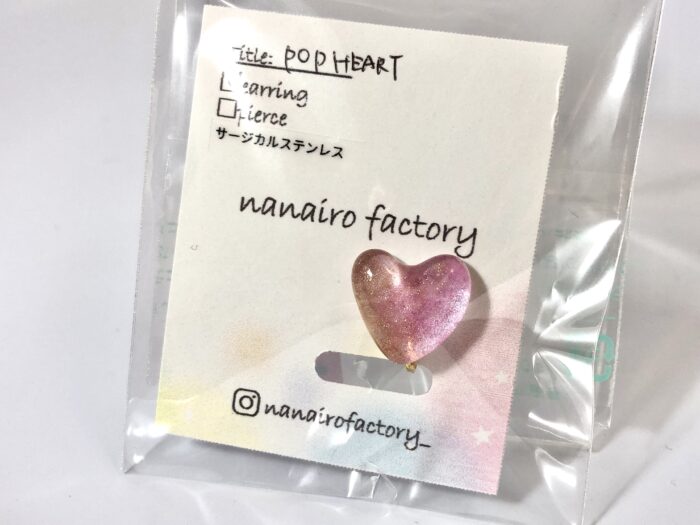 Title: POP HEART
earring
pierce
サージカルステンレス
nanairo factory
nanairofactory_